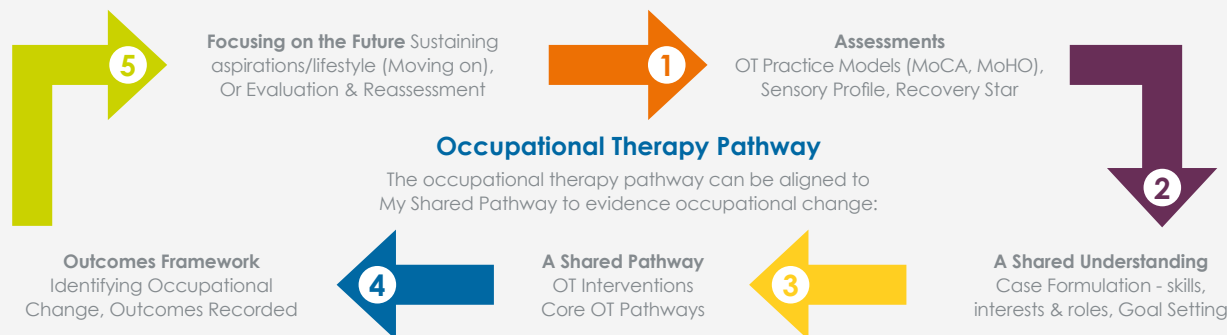 5
Focusing on the Future Sustaining
aspirations/lifestyle (Moving on),
Or Evaluation & Reassessment
1
Assessments
OT Practice Models (MoCA, MoHO),
Sensory Profile, Recovery Star
Occupational Therapy Pathway
The occupational therapy pathway can be aligned to
My Shared Pathway to evidence occupational change:
2
Outcomes Framework
Identifying Occupational
Change, Outcomes Recorded
4
A Shared Pathway
OT Interventions
Core OT Pathways
3
A Shared Understanding
Case Formulation - skills,
interests & roles, Goal Setting